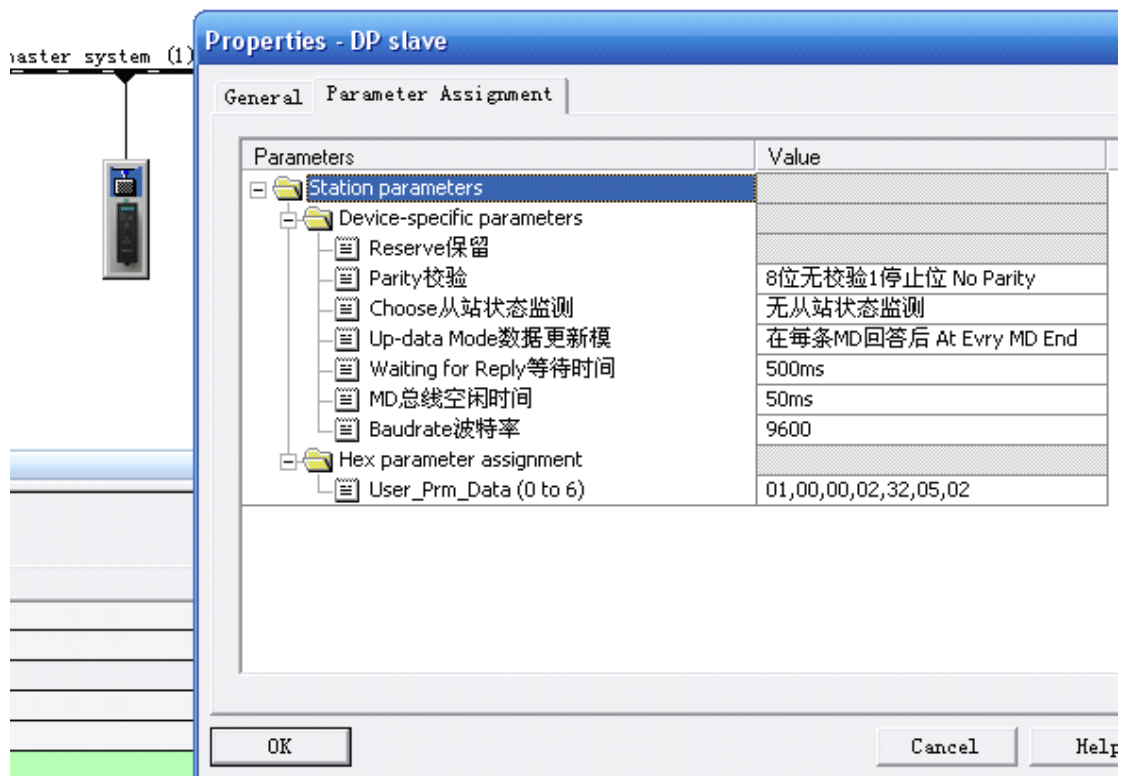 Properties - DP slave
master system (1)
General Parameter Assignment
Parameters Value
Station parameters
Device-specific parameters
Reserve保留
Parity校验 8位无校验1停止位 No Parity
Choose从站状态监测 无从站状态监测
Up-data Mode数据更新模 在每条MD回答后 At Evry MD End
Waiting for Reply等待时间 500ms
MD总线空闲时间 50ms
Baudrate波特率 9600
Hex parameter assignment
User_Prm_Data (0 to 6) 01,00,00,02,32,05,02
OK Cancel Help